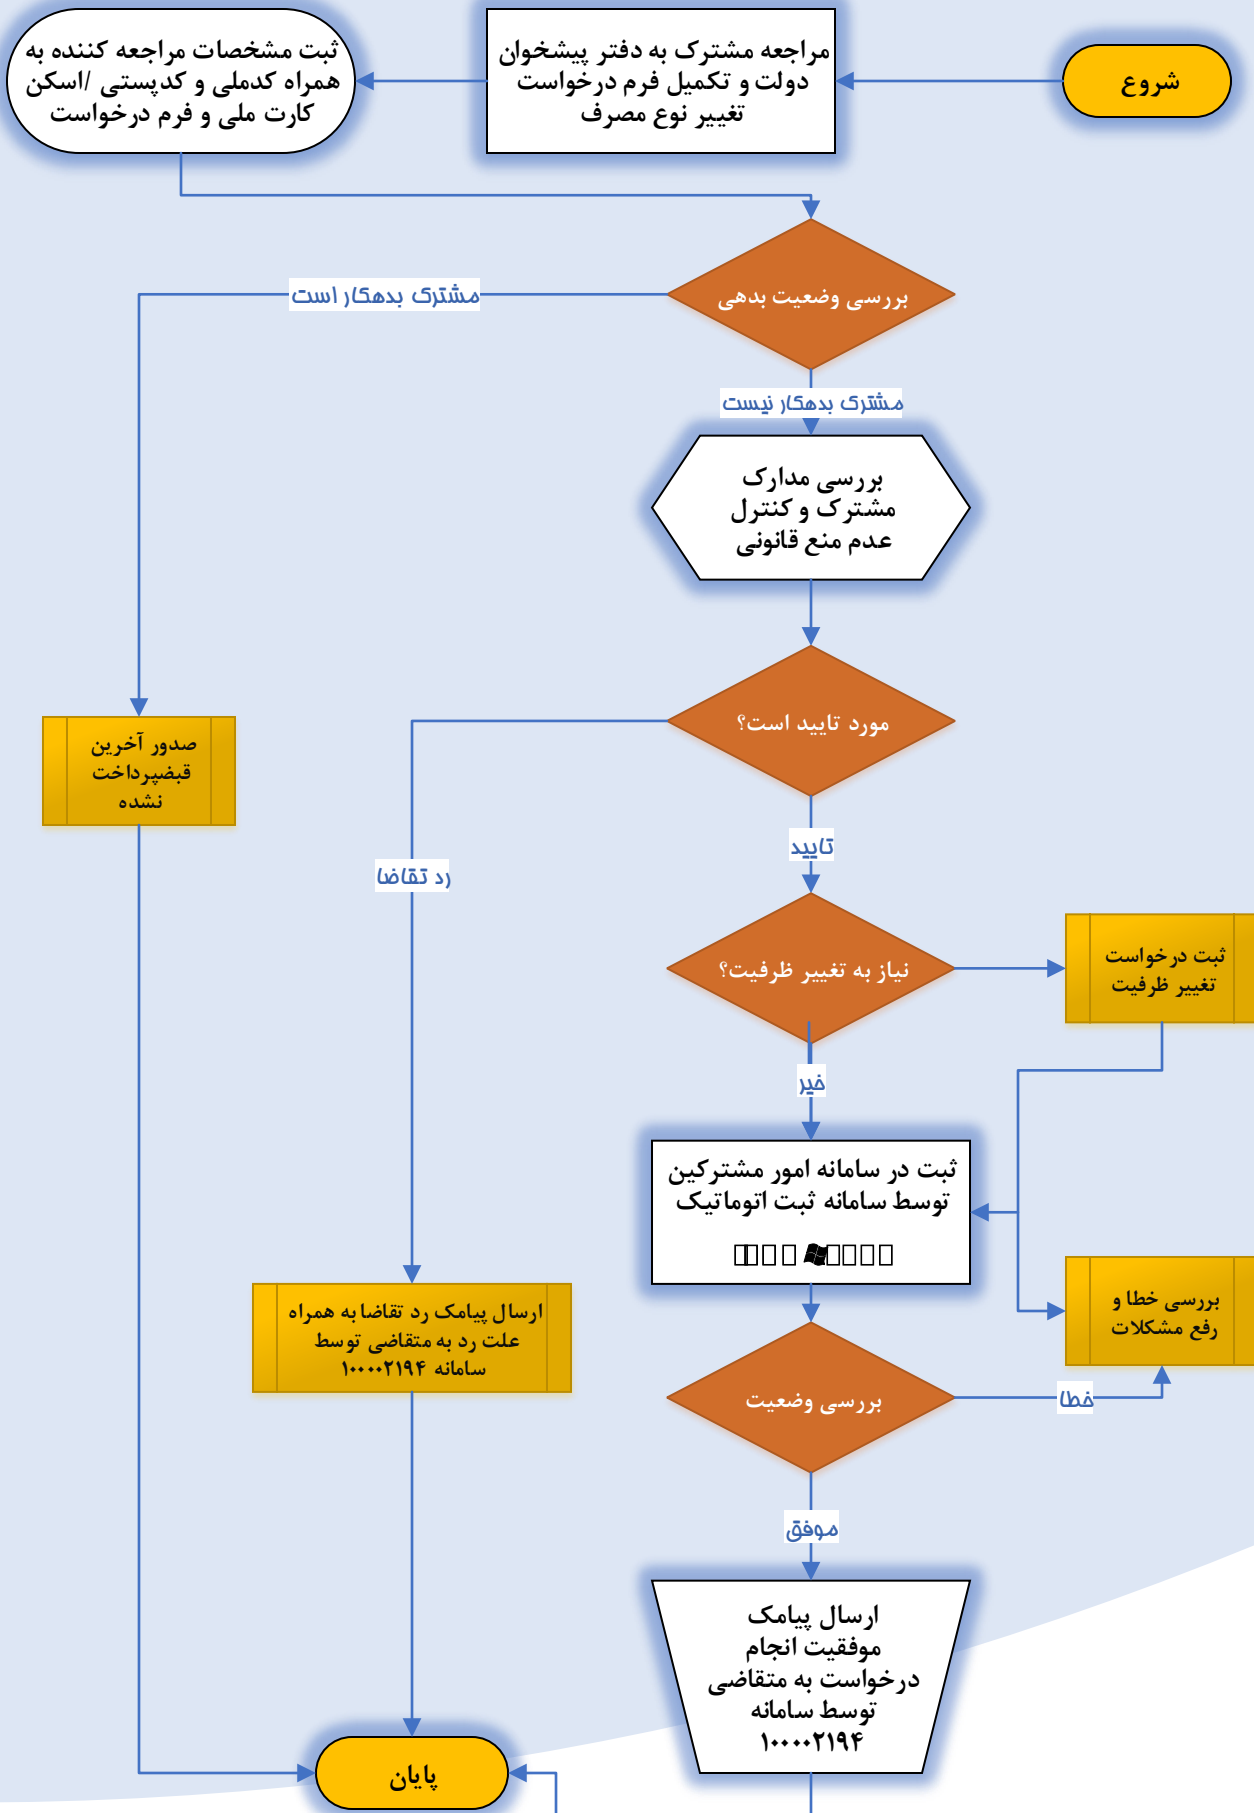 شروع
مراجعه مشترک به دفتر پیشخوان
دولت و تکمیل فرم درخواست
تغییر نوع مصرف
ثبت مشخصات مراجعه کننده به
همراه کدملی و کدپستی /اسکن
کارت ملی و فرم درخواست
بررسی وضعیت بدهی
مشترک بدهکار است
مشترک بدهکار نیست
بررسی مدارک
مشترک و کنترل
عدم منع قانونی
مورد تایید است؟
صدور آخرین
قبضپرداخت
نشده
تایید
رد تقاضا
نیاز به تغییر ظرفیت؟
ثبت درخواست
تغییر ظرفیت
خیر
ثبت در سامانه امور مشترکین
توسط سامانه ثبت اتوماتیک
بررسی خطا و
رفع مشکلات
ارسال پیامک رد تقاضا به همراه
علت رد به متقاضی توسط
سامانه ۱۰۰۰۰۲۱۹۴
بررسی وضعیت
خطا
موفق
ارسال پیامک
موفقیت انجام
درخواست به متقاضی
توسط سامانه
۱۰۰۰۰۲۱۹۴
پایان